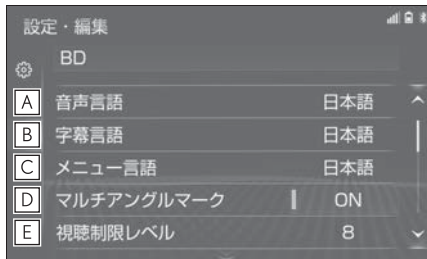 設定・編集
BD
A 音声言語 日本語
B 字幕言語 日本語
C メニュー言語 日本語
D マルチアングルマーク ON
E 視聴制限レベル 8